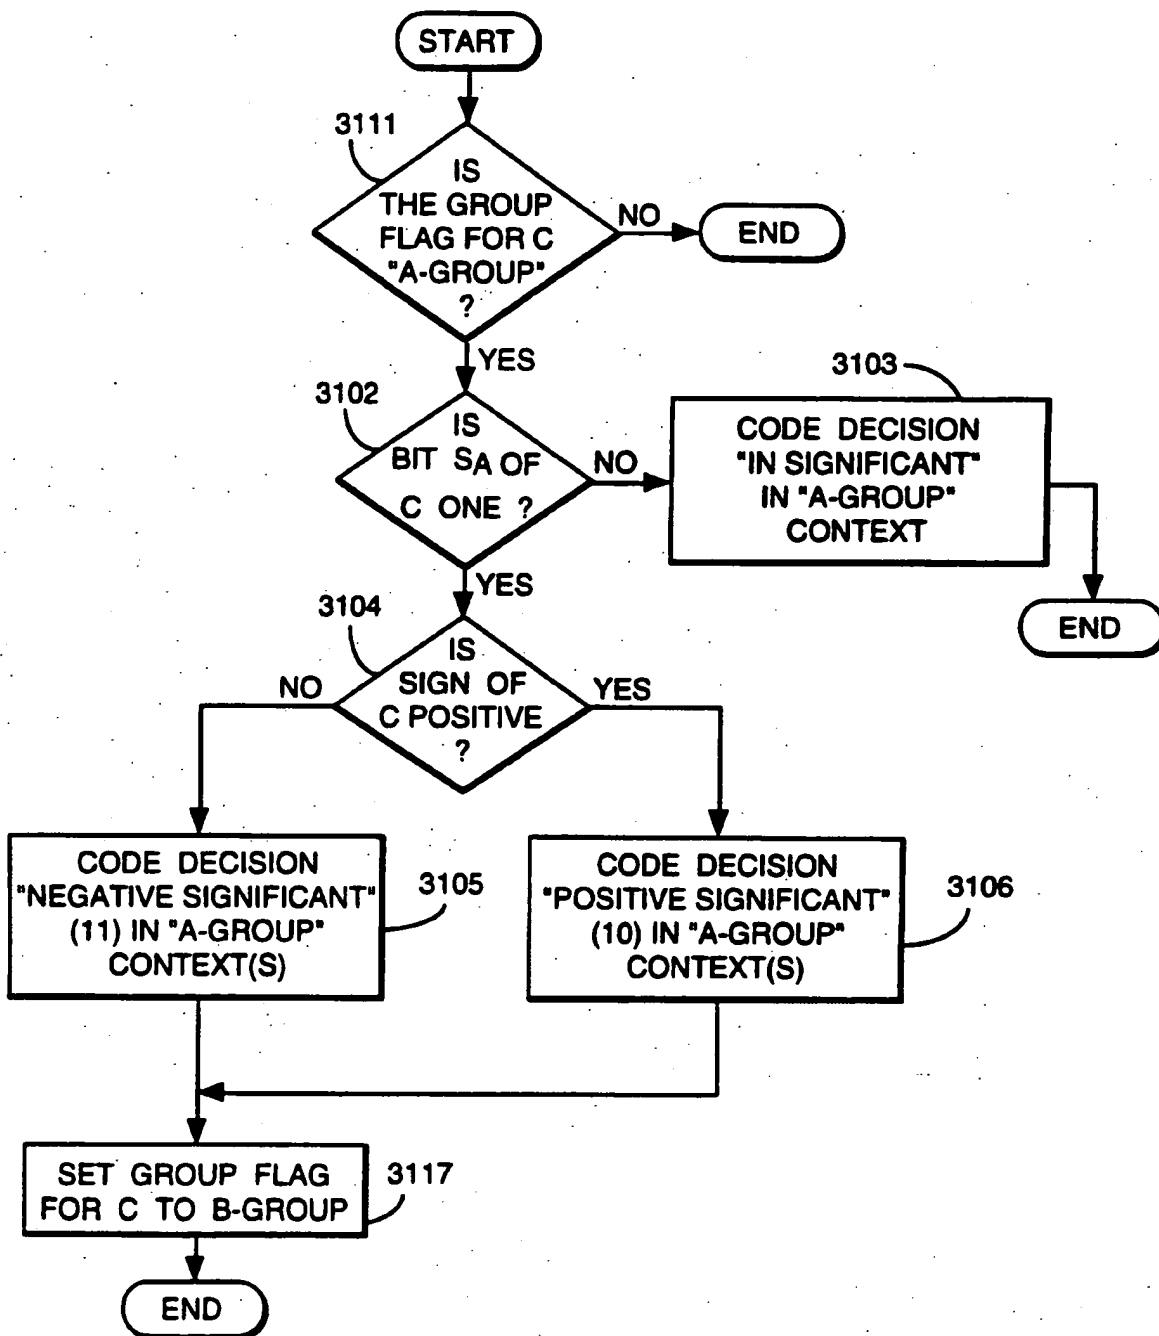 START
3111
IS
THE GROUP
FLAG FOR C
"A-GROUP"
?
NO
END
YES
3102
IS
BIT SA OF
C ONE ?
NO
3103
CODE DECISION
"IN SIGNIFICANT"
IN "A-GROUP"
CONTEXT
END
YES
3104
IS
SIGN OF
C POSITIVE
?
NO
YES
CODE DECISION
"NEGATIVE SIGNIFICANT"
(11) IN "A-GROUP"
CONTEXT(S)
3105
CODE DECISION
"POSITIVE SIGNIFICANT"
(10) IN "A-GROUP"
CONTEXT(S)
3106
SET GROUP FLAG
FOR C TO B-GROUP
3117
END